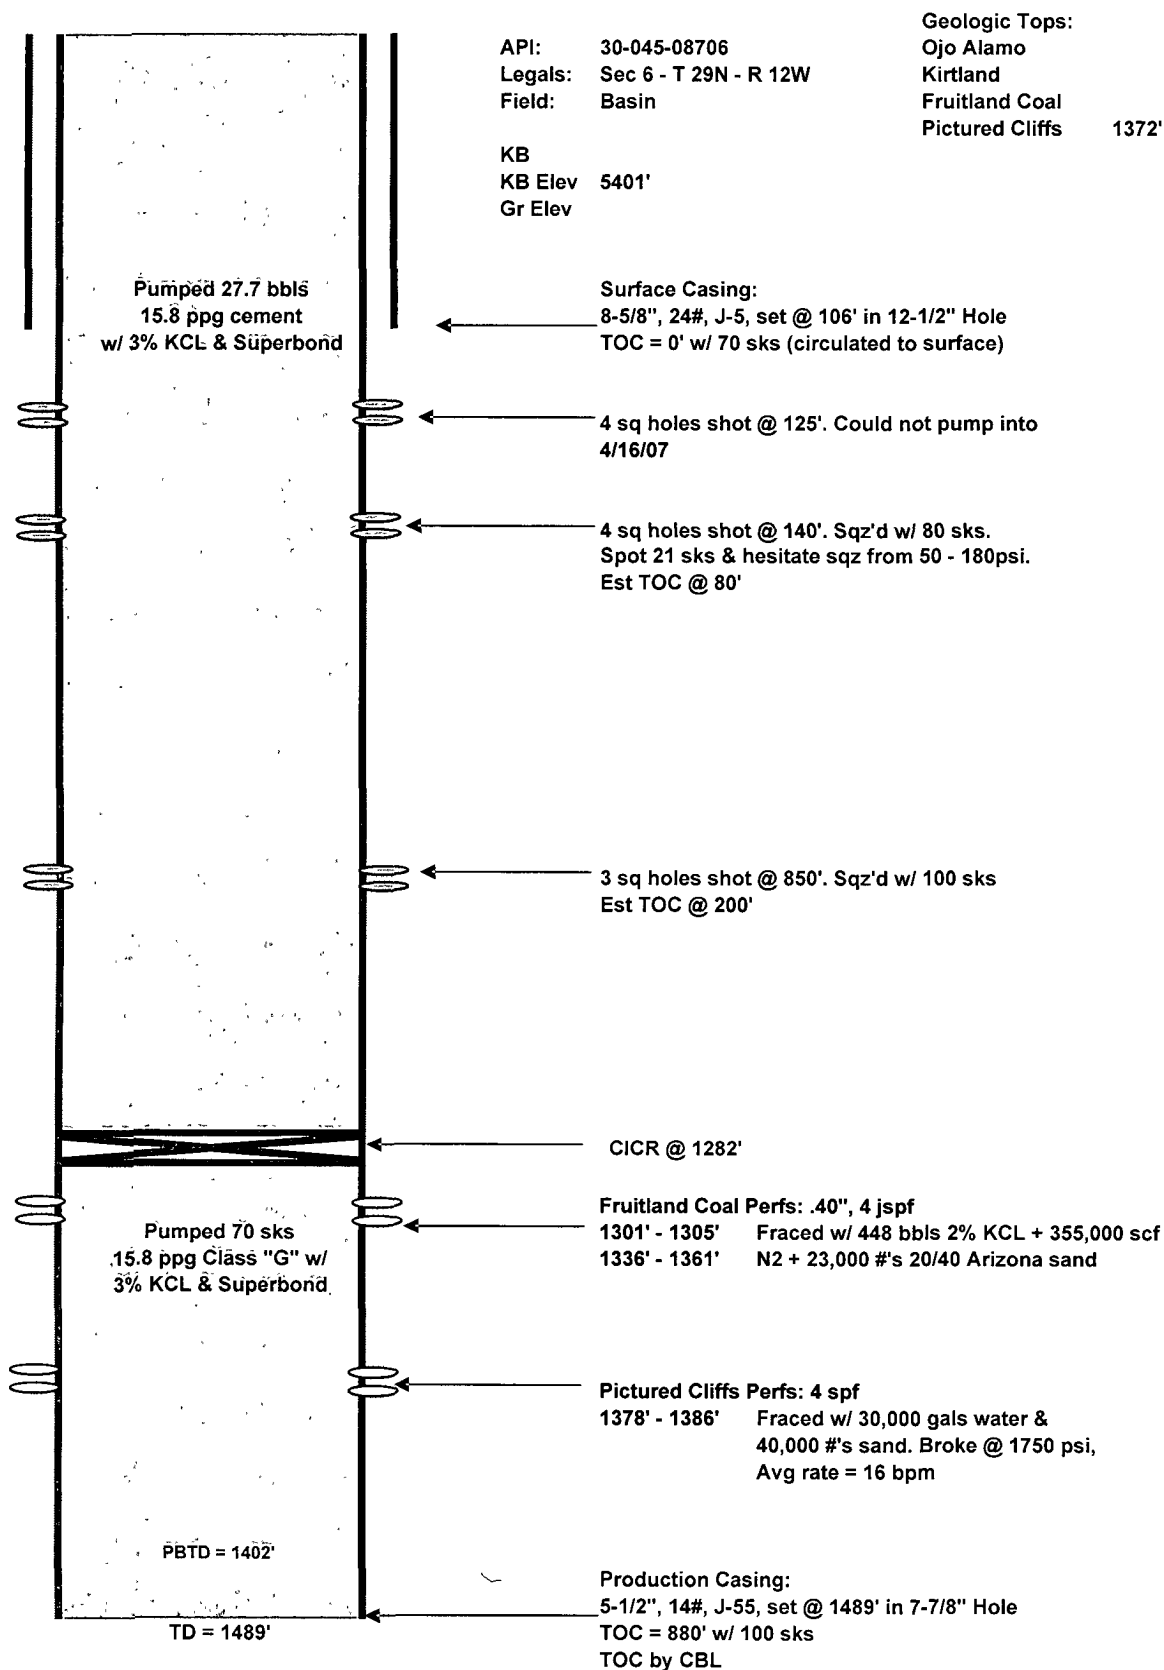 Geologic Tops:
API: 30-045-08706 Ojo Alamo
Legals: Sec 6 - T 29N - R 12W Kirtland
Field: Basin Fruitland Coal
Pictured Cliffs 1372'
KB
KB Elev 5401'
Gr Elev
Pumped 27.7 bbls
15.8 ppg cement
w/ 3% KCL & Superbond
Surface Casing:
8-5/8", 24#, J-5, set @ 106' in 12-1/2" Hole
TOC = 0' w/ 70 sks (circulated to surface)
4 sq holes shot @ 125'. Could not pump into
4/16/07
4 sq holes shot @ 140'. Sqz'd w/ 80 sks.
Spot 21 sks & hesitate sqz from 50 - 180psi.
Est TOC @ 80'
3 sq holes shot @ 850'. Sqz'd w/ 100 sks
Est TOC @ 200'
CICR @ 1282'
Pumped 70 sks
15.8 ppg Class "G" w/
3% KCL & Superbond
Fruitland Coal Perfs: .40", 4 jspf
1301' - 1305' Fraced w/ 448 bbls 2% KCL + 355,000 scf
1336' - 1361' N2 + 23,000 #'s 20/40 Arizona sand
Pictured Cliffs Perfs: 4 spf
1378' - 1386' Fraced w/ 30,000 gals water &
40,000 #'s sand. Broke @ 1750 psi,
Avg rate = 16 bpm
PBTD = 1402'
TD = 1489'
Production Casing:
5-1/2", 14#, J-55, set @ 1489' in 7-7/8" Hole
TOC = 880' w/ 100 sks
TOC by CBL